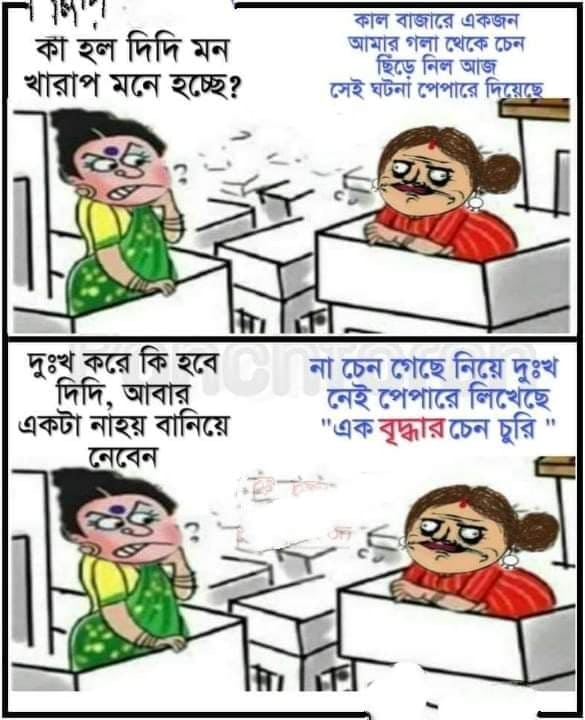 কী হল দিদি মন
খারাপ মনে হচ্ছে?
কাল বাজারে একজন
আমার গলা থেকে চেন
ছিঁড়ে নিল আজ
সেই ঘটনা পেপারে দিয়েছে
দুঃখ করে কি হবে
দিদি, আবার
একটা নাহয় বানিয়ে
নেবেন
না চেন গেছে নিয়ে দুঃখ
নেই পেপারে লিখেছে
"এক বৃদ্ধার চেন চুরি "